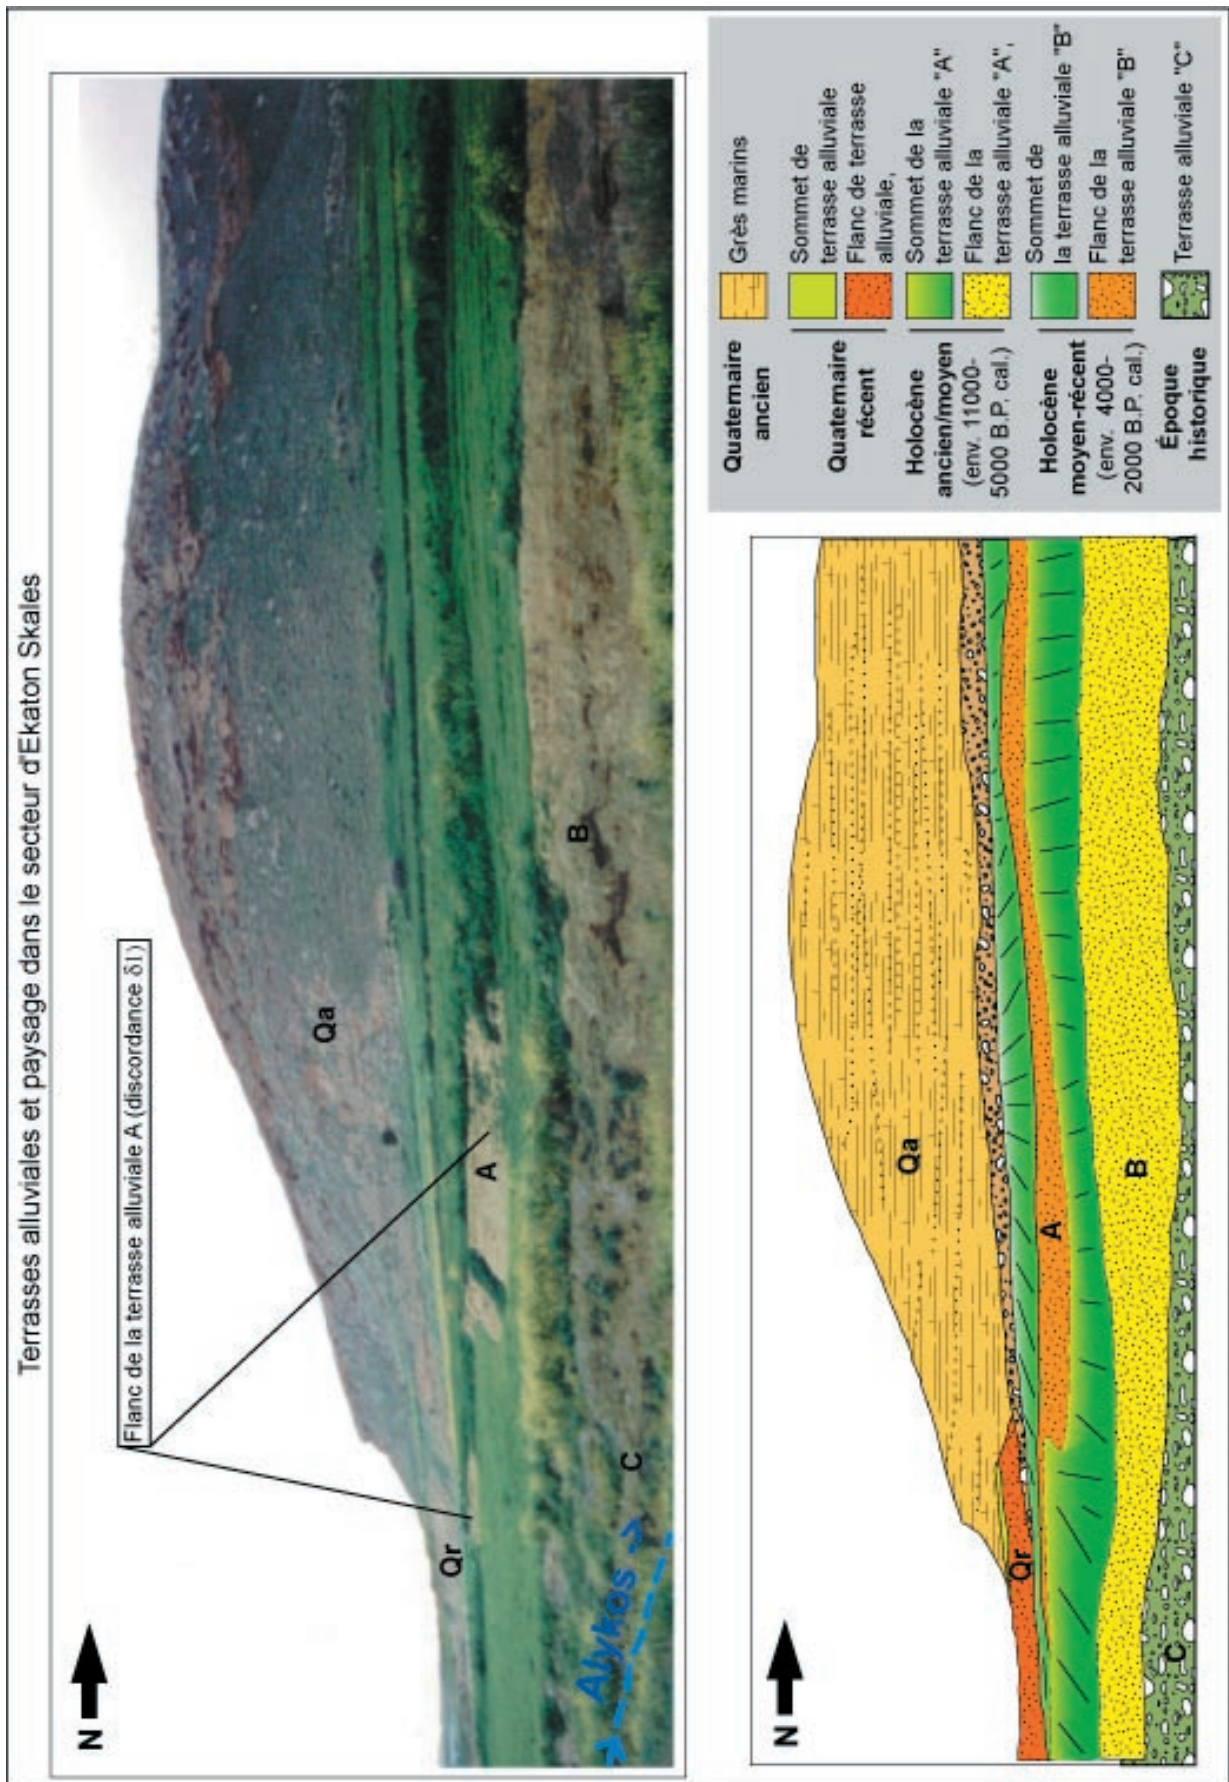 Terrasses alluviales et paysage dans le secteur d'Ekaton Skales
Flanc de la terrasse alluviale A (discordance δ1)
N
Qa
Qr
A
B
C
Alykos
N
Qa
Qr
A
B
C
Quaternaire
ancien
Grès marins
Quaternaire
récent
Sommet de
terrasse alluviale
Flanc de terrasse
alluviale,
Holocène
ancien/moyen
(env. 11000-
5000 B.P. cal.)
Sommet de la
terrasse alluviale "A"
Flanc de la
terrasse alluviale "A",
Holocène
moyen-récent
(env. 4000-
2000 B.P. cal.)
Sommet de
la terrasse alluviale "B"
Flanc de la
terrasse alluviale "B"
Époque
historique
Terrasse alluviale "C"